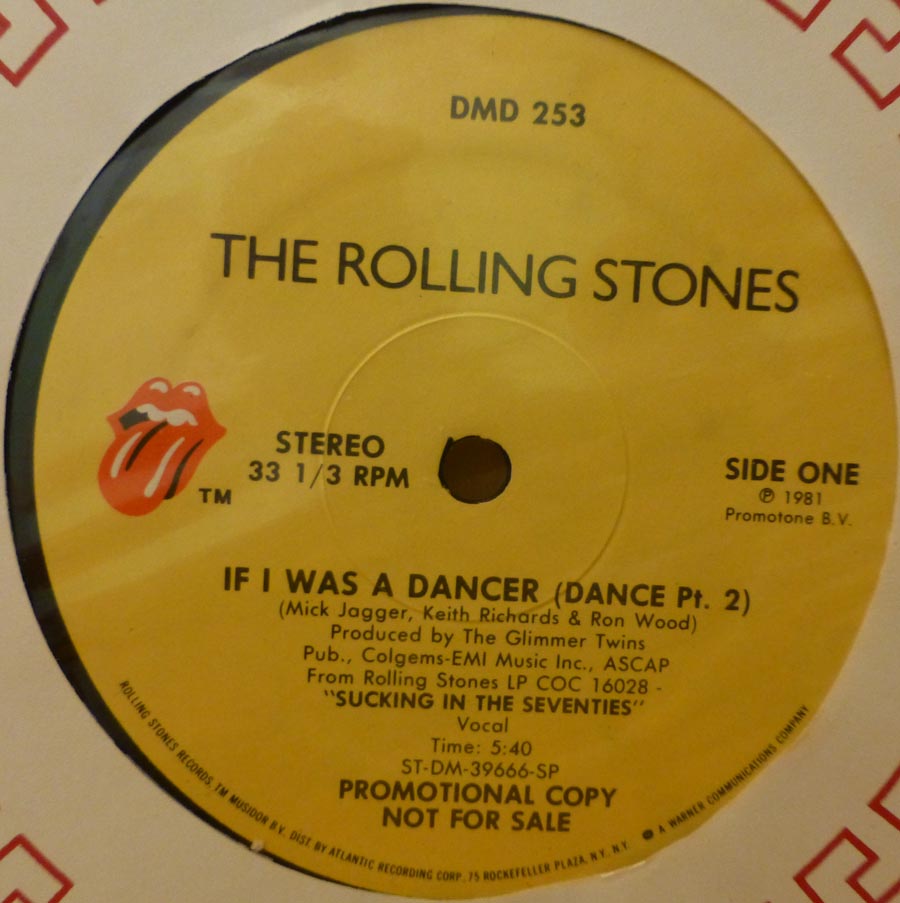 DMD 253
THE ROLLING STONES
STEREO
33 1/3 RPM
TM
SIDE ONE
℗ 1981
Promotone B.V.
IF I WAS A DANCER (DANCE Pt. 2)
(Mick Jagger, Keith Richards & Ron Wood)
Produced by The Glimmer Twins
Pub., Colgems-EMI Music Inc., ASCAP
From Rolling Stones LP COC 16028 -
"SUCKING IN THE SEVENTIES"
Vocal
Time: 5:40
ST-DM-39666-SP
PROMOTIONAL COPY
NOT FOR SALE
ROLLING STONES RECORDS, TM MUSIDOR B.V. DIST. BY ATLANTIC RECORDING CORP., 75 ROCKEFELLER PLAZA, N.Y. N.Y. A WARNER COMMUNICATIONS COMPANY